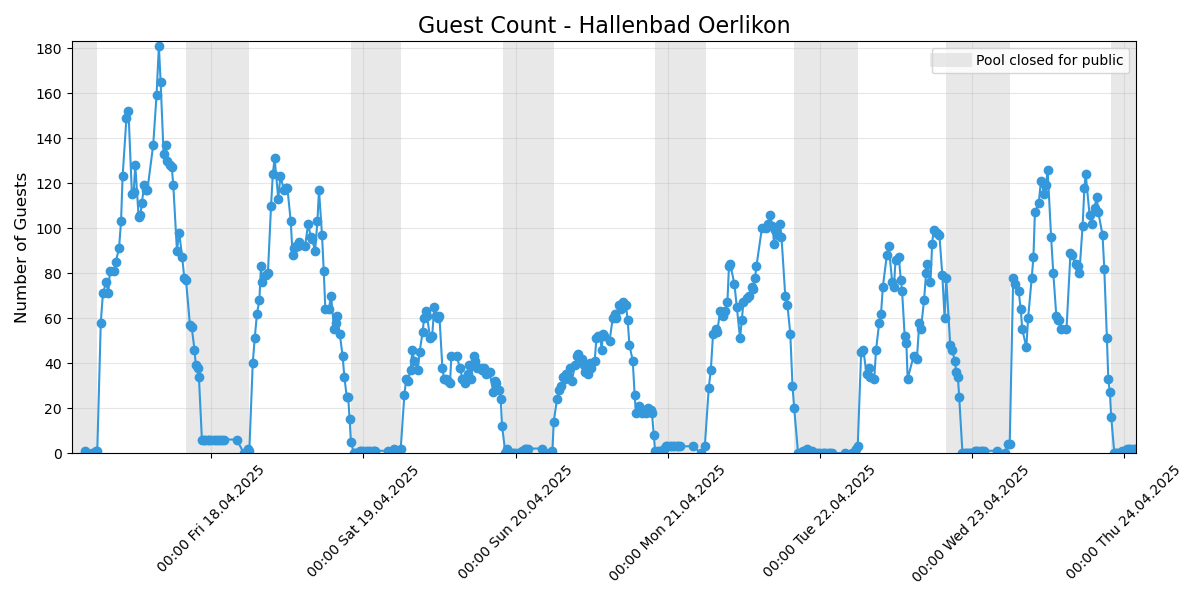 Guest Count - Hallenbad Oerlikon
Pool closed for public
Number of Guests
180
160
140
120
100
80
60
40
20
0
00:00 Fri 18.04.2025
00:00 Sat 19.04.2025
00:00 Sun 20.04.2025
00:00 Mon 21.04.2025
00:00 Tue 22.04.2025
00:00 Wed 23.04.2025
00:00 Thu 24.04.2025